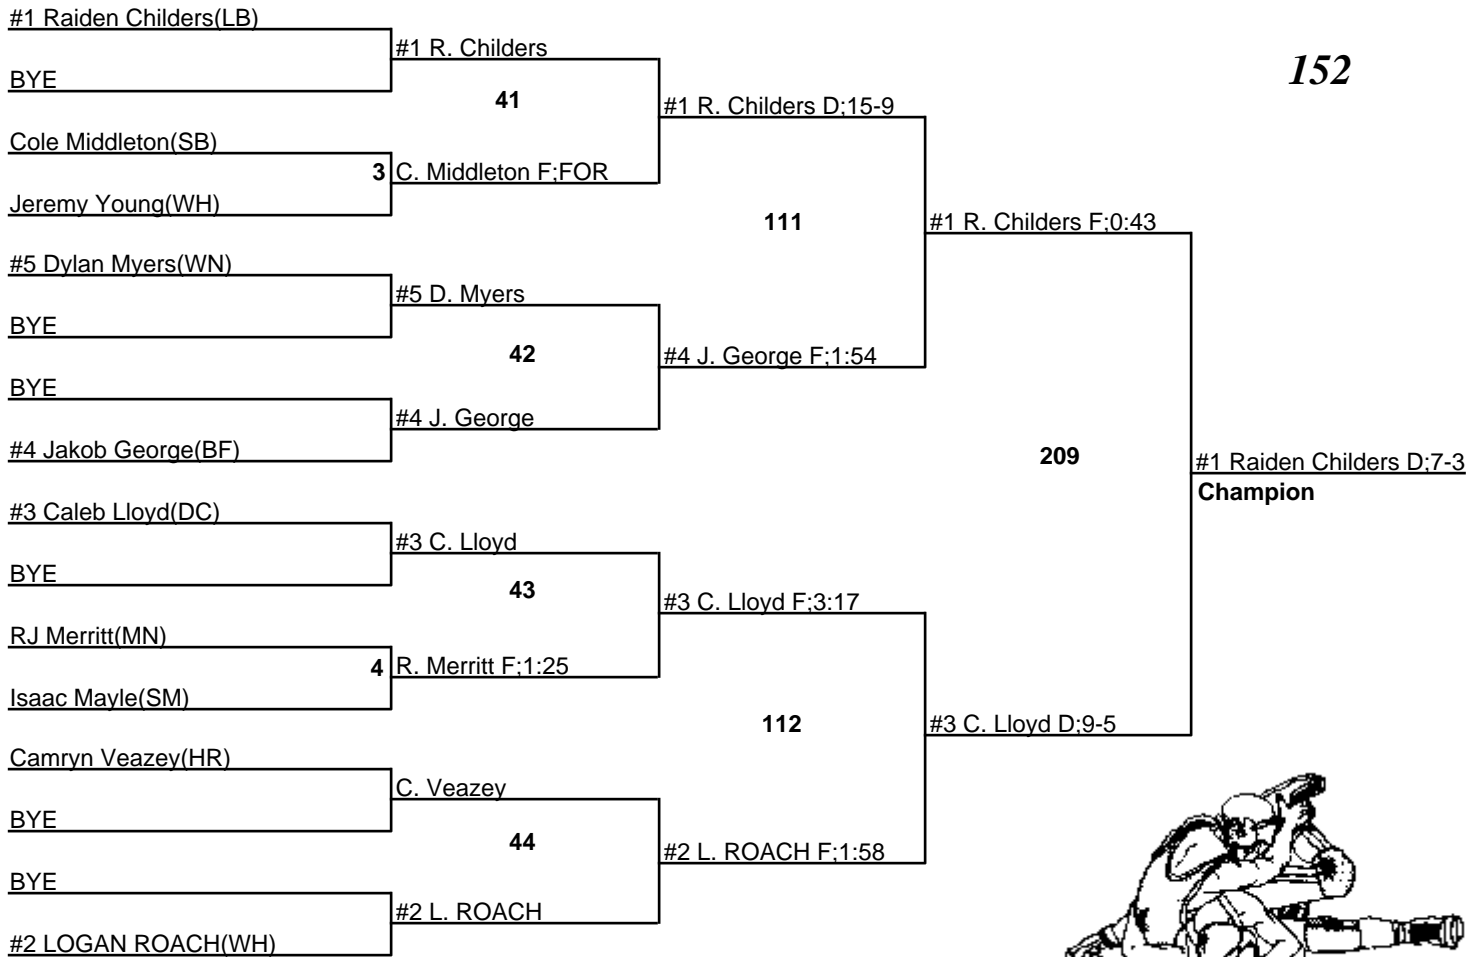 #1 Raiden Childers(LB)
#1 R. Childers
152
BYE
41
#1 R. Childers D;15-9
Cole Middleton(SB)
3 C. Middleton F;FOR
Jeremy Young(WH)
111
#1 R. Childers F;0:43
#5 Dylan Myers(WN)
#5 D. Myers
BYE
42
#4 J. George F;1:54
BYE
#4 J. George
#4 Jakob George(BF)
209
#1 Raiden Childers D;7-3
Champion
#3 Caleb Lloyd(DC)
#3 C. Lloyd
BYE
43
#3 C. Lloyd F;3:17
RJ Merritt(MN)
4 R. Merritt F;1:25
Isaac Mayle(SM)
112
#3 C. Lloyd D;9-5
Camryn Veazey(HR)
C. Veazey
BYE
44
#2 L. ROACH F;1:58
BYE
#2 L. ROACH
#2 LOGAN ROACH(WH)